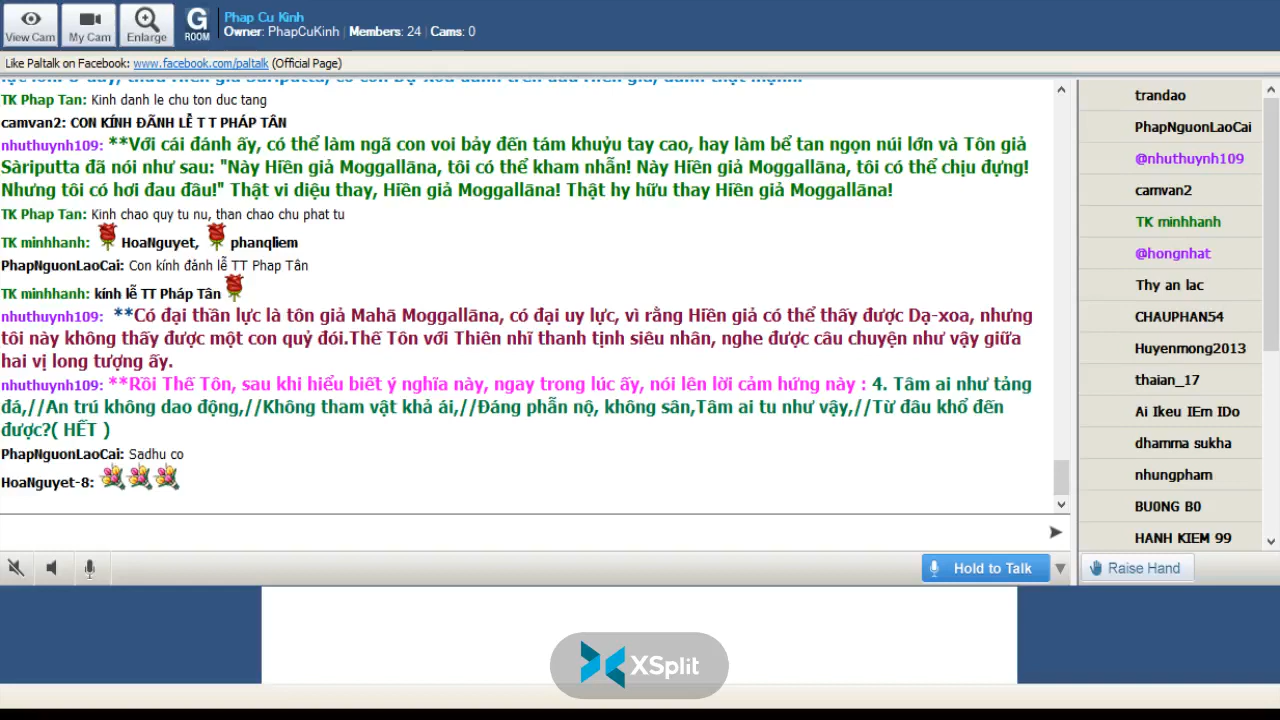 View Cam
My Cam
Enlarge
G
ROOM
Phap Cu Kinh
Owner: PhapCuKinh | Members: 24 | Cams: 0
Like Paltalk on Facebook: www.facebook.com/paltalk (Official Page)
TK Phap Tan: Kinh danh le chu ton duc tang
camvan2: CON KÍNH ĐÃNH LỄ T T PHÁP TÂN
nhuthuynh109: **Với cái đánh ấy, có thể làm ngã con voi bảy đến tám khuỷu tay cao, hay làm bể tan ngọn núi lớn và Tôn giả
Sàriputta đã nói như sau: "Này Hiền giả Moggallāna, tôi có thể kham nhẫn! Này Hiền giả Moggallāna, tôi có thể chịu đựng!
Nhưng tôi có hơi đau đầu!" Thật vi diệu thay, Hiền giả Moggallāna! Thật hy hữu thay Hiền giả Moggallāna!
TK Phap Tan: Kinh chao quy tu nu, than chao chu phat tu
TK minhhanh: HoaNguyet, phanqliem
PhapNguonLaoCai: Con kính đảnh lễ TT Phap Tân
TK minhhanh: kính lễ TT Pháp Tân
nhuthuynh109: **Có đại thần lực là tôn giả Mahā Moggallāna, có đại uy lực, vì rằng Hiền giả có thể thấy được Dạ-xoa, nhưng
tôi này không thấy được một con quỷ đói.Thế Tôn với Thiên nhĩ thanh tịnh siêu nhân, nghe được câu chuyện như vậy giữa
hai vị long tượng ấy.
nhuthuynh109: **Rồi Thế Tôn, sau khi hiểu biết ý nghĩa này, ngay trong lúc ấy, nói lên lời cảm hứng này : 4. Tâm ai như tảng
đá,//An trú không dao động,//Không tham vật khả ái,//Đáng phẫn nộ, không sân,Tâm ai tu như vậy,//Từ đâu khổ đến
được?( HẾT )
PhapNguonLaoCai: Sadhu co
HoaNguyet-8:
Hold to Talk
trandao
PhapNguonLaoCai
@nhuthuynh109
camvan2
TK minhhanh
@hongnhat
Thy an lac
CHAUPHAN54
Huyenmong2013
thaian_17
Ai Ikeu IEm IDo
dhamma sukha
nhungpham
BU0NG B0
HANH KIEM 99
Raise Hand
XSplit